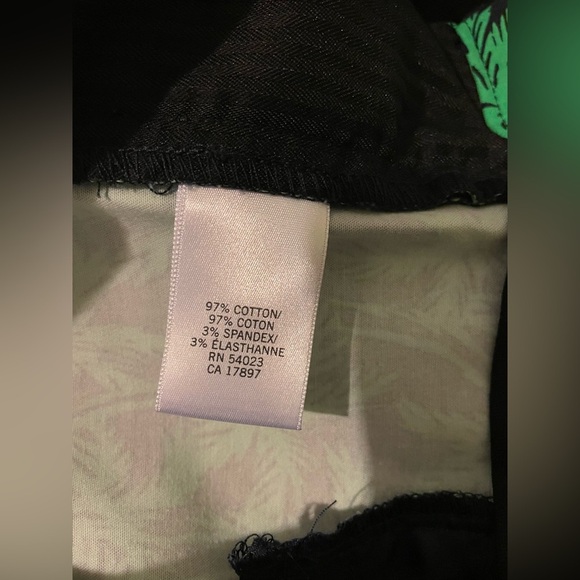 97% COTTON/
97% COTON
3% SPANDEX/
3% ÉLASTHANNE
RN 54023
CA 17897